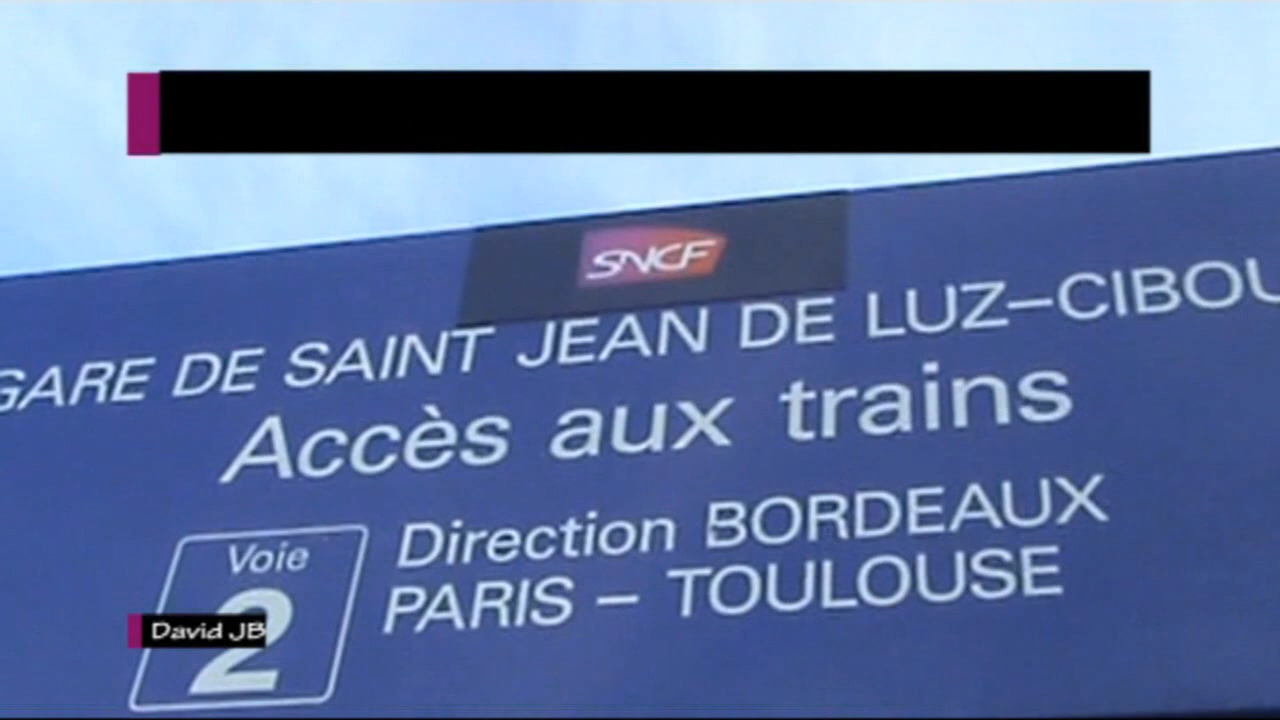 SNCF
GARE DE SAINT JEAN DE LUZ-CIBOU
Accès aux trains
Voie
2
Direction BORDEAUX
PARIS - TOULOUSE
David JB